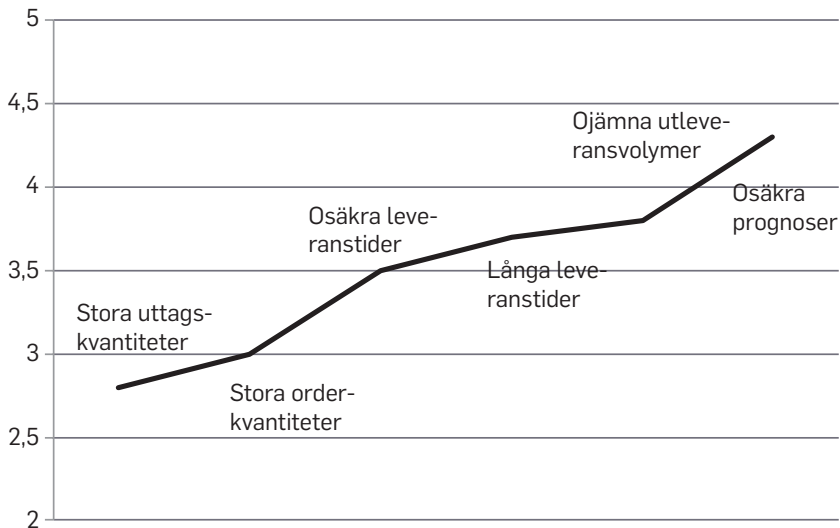 5
4,5
Ojämna utleve-
ransvolymer
4
Osäkra
prognoser
Osäkra leve-
ranstider
3,5
Långa leve-
ranstider
Stora uttags-
kvantiteter
3
Stora order-
kvantiteter
2,5
2